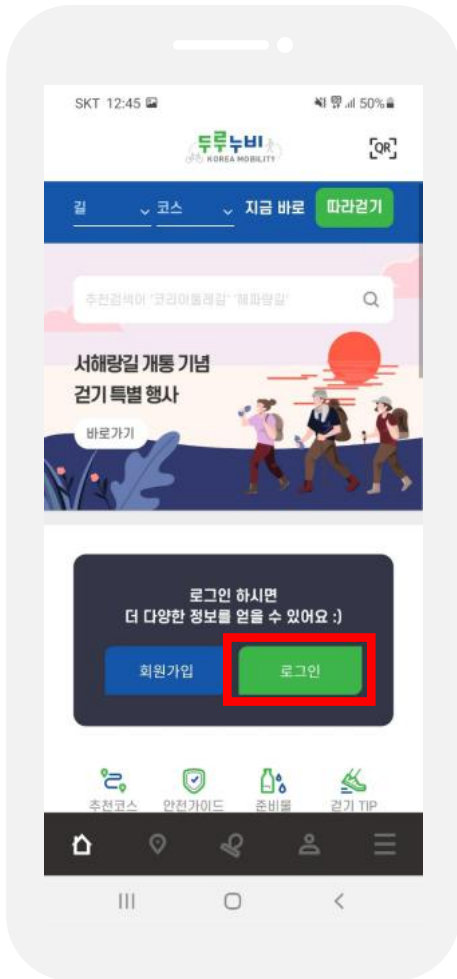 SKT 12:45 50%
두루누비
KOREA MOBILITY
QR
길 코스 지금 바로 따라걷기
추천검색어 '코리아둘레길' '해파랑길'
서해랑길 개통 기념
걷기 특별 행사
바로가기
로그인 하시면
더 다양한 정보를 얻을 수 있어요 :)
회원가입 로그인
추천코스 안전가이드 준비물 걷기 TIP